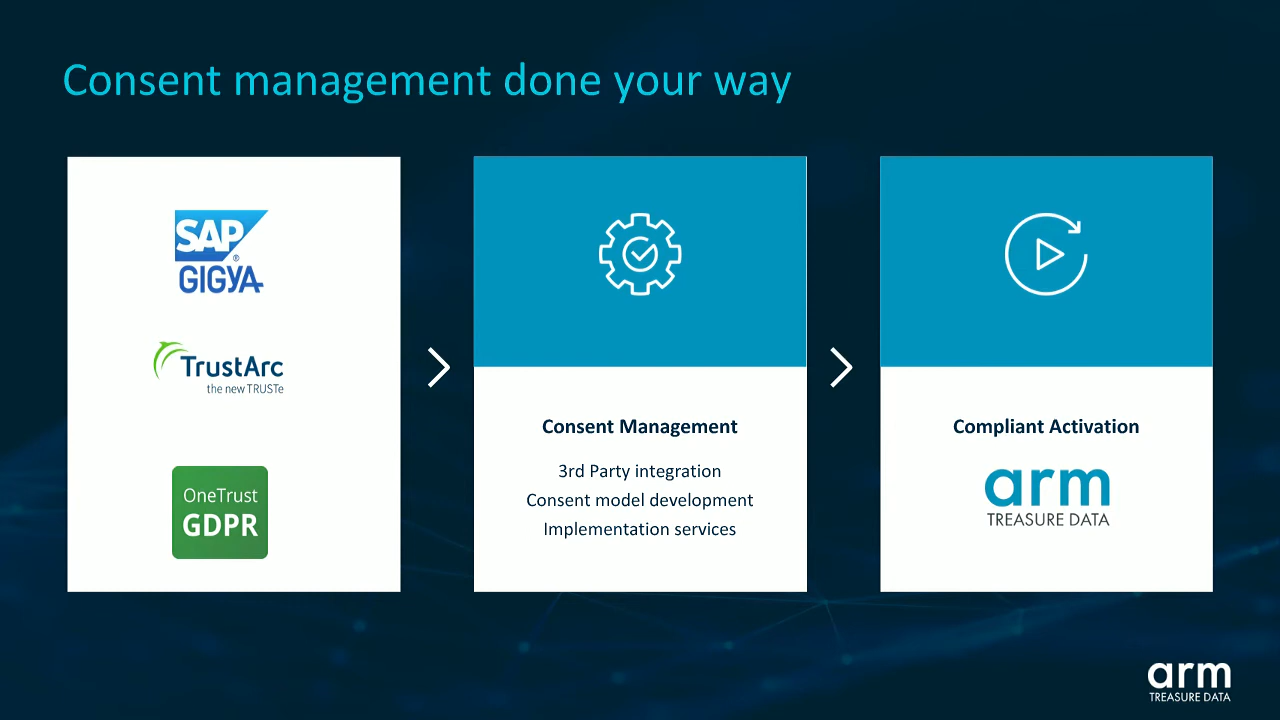 Consent management done your way
SAP
®
GIGYA
TrustArc
the new TRUSTe
OneTrust
GDPR
Consent Management
3rd Party integration
Consent model development
Implementation services
Compliant Activation
arm
TREASURE DATA
arm
TREASURE DATA